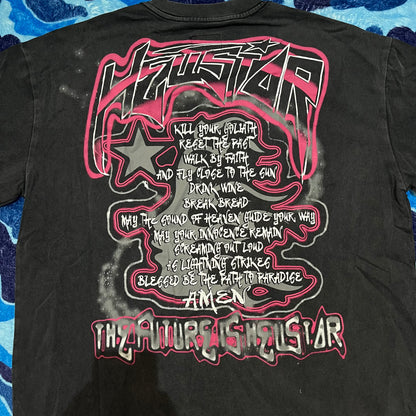 HELLSTAR
KILL YOUR GOLIATH
RESET THE PAST
WALK BY FAITH
AND FLY CLOSE TO THE SUN
DRINK WINE
BREAK BREAD
MAY THE SOUND OF HEAVEN GUIDE YOUR WAY
MAY YOUR INNOCENCE REMAIN
SCREAMING OUT LOUD
AS LIGHTNING STRIKES
BLESSED BE THE PATH TO PARADISE
AMEN
THE FUTURE IS HELLSTAR